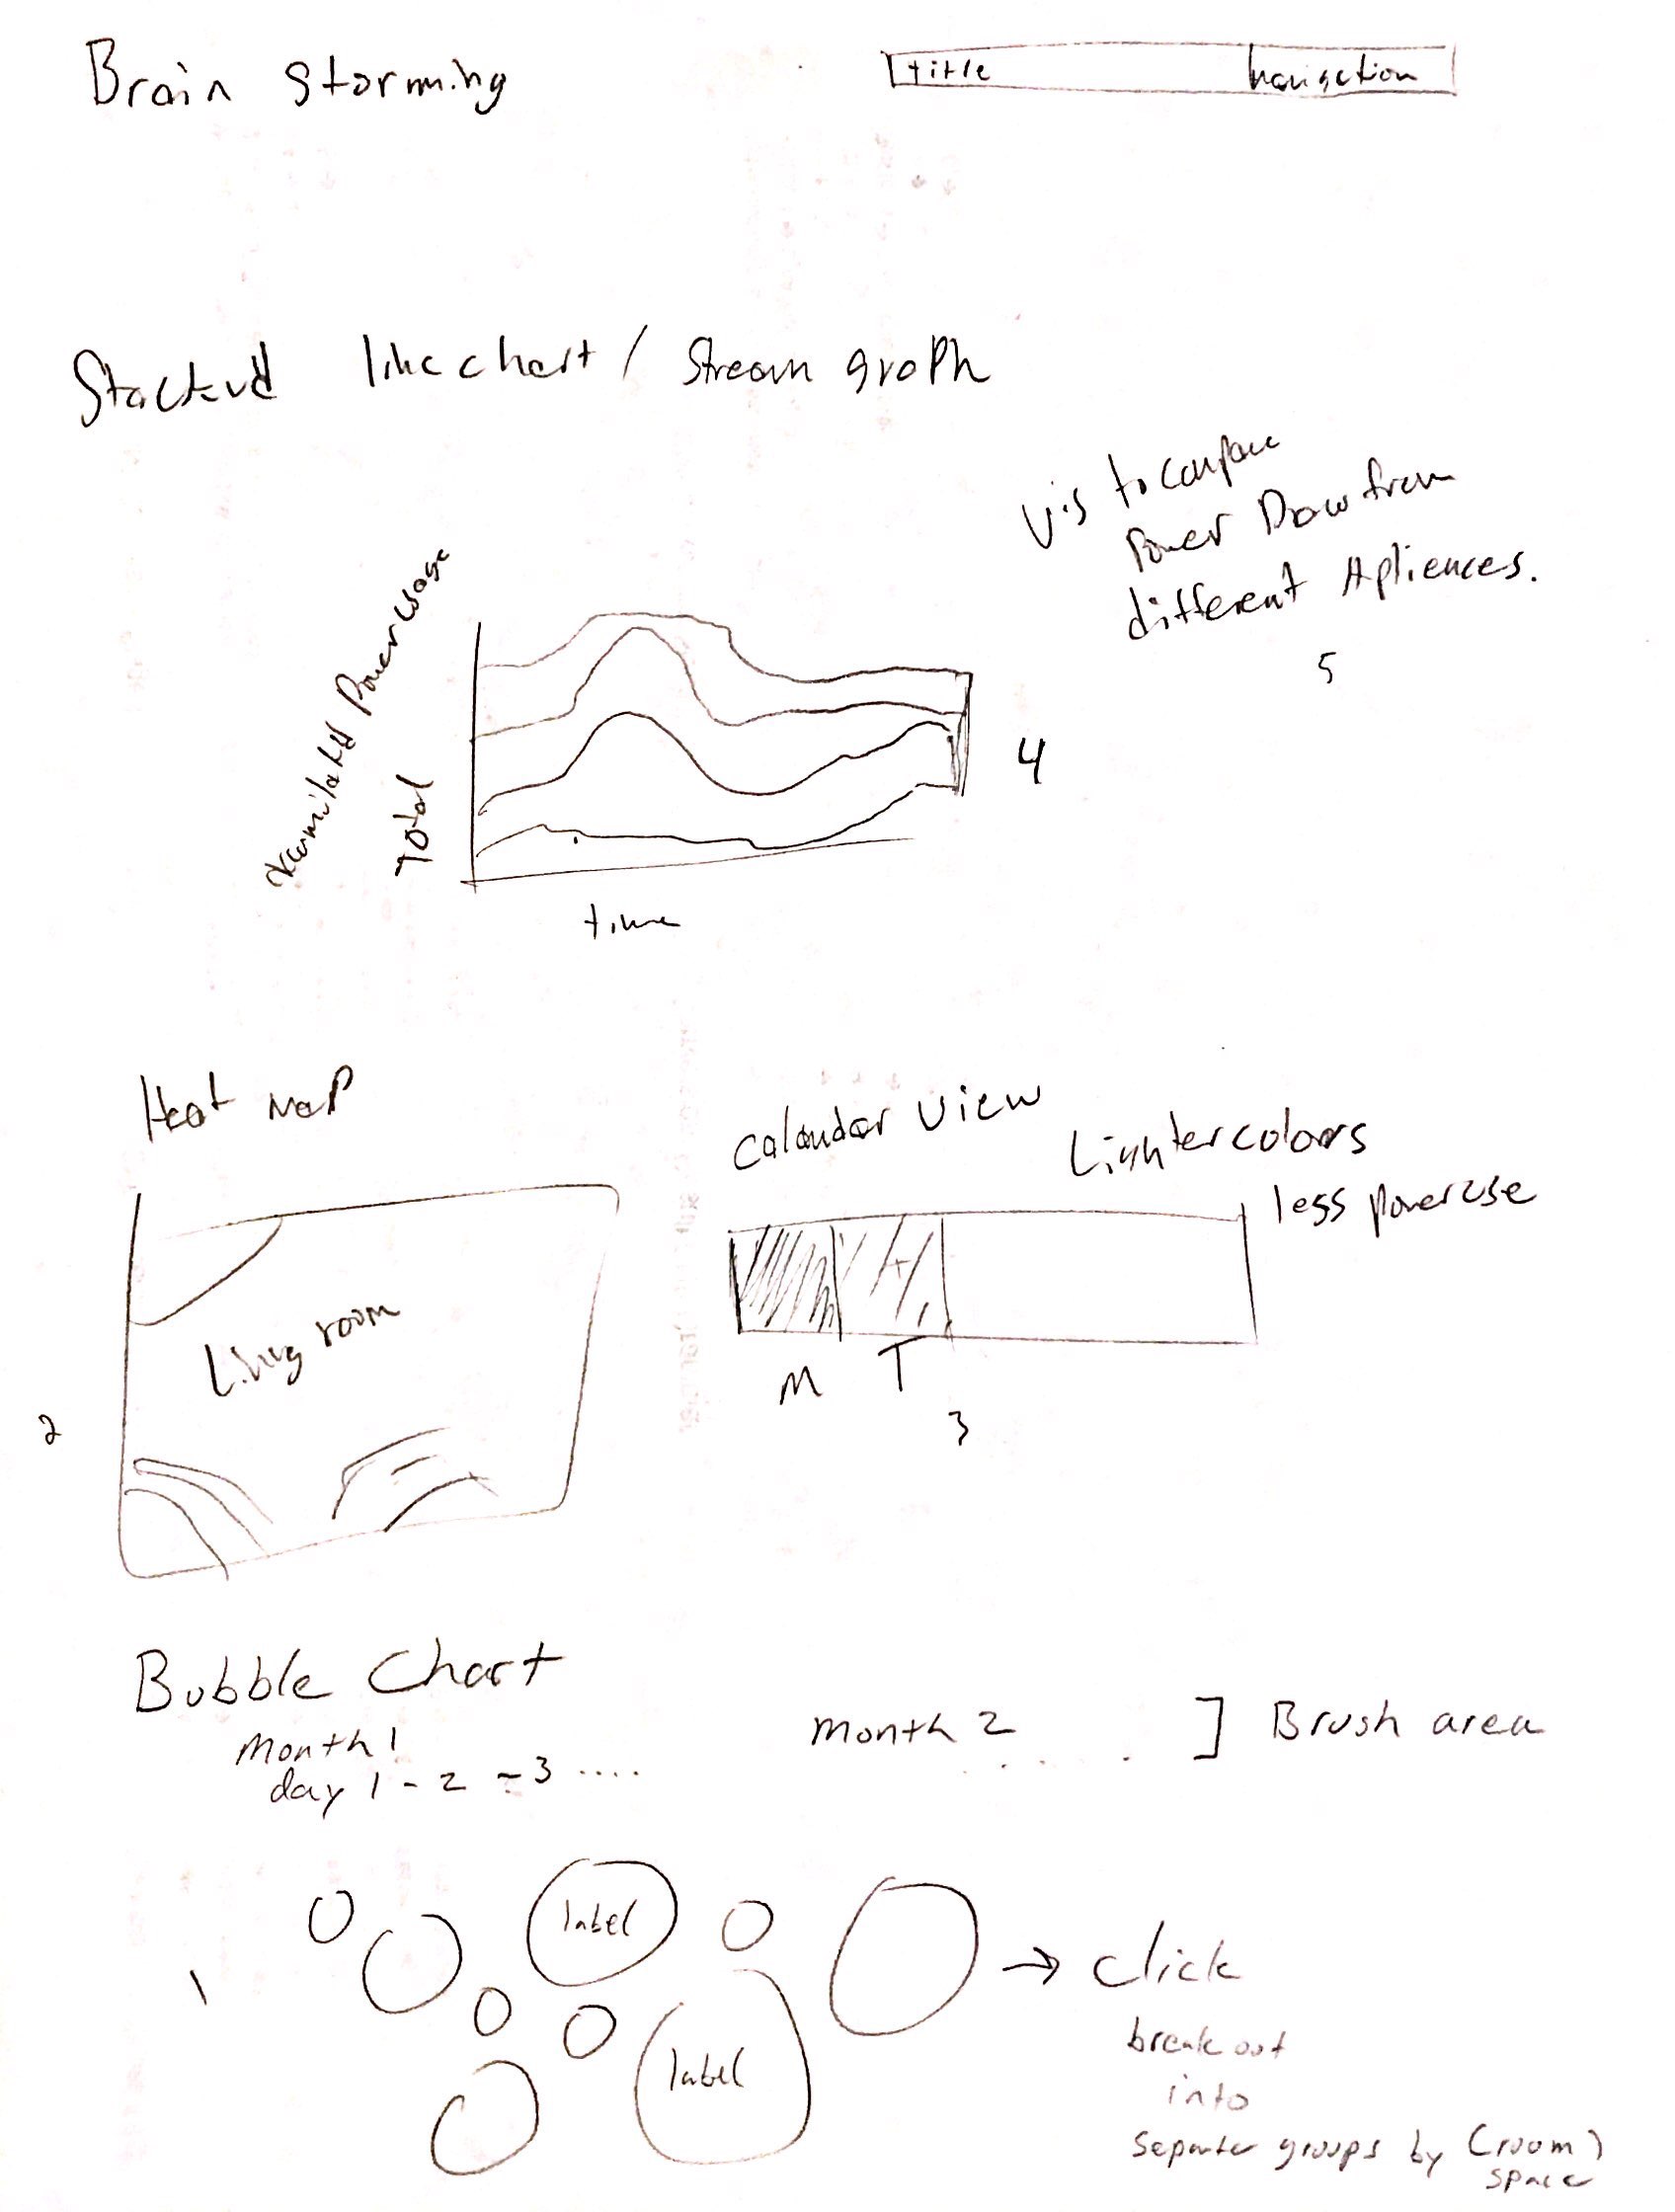 Brain storming
title navigation
Stacked line chart / Stream graph
vis to compare
Power Draw from
different Apliences.
5
Power usage
Total
4
time
Heat map
calandar view
Lighter colors
less power use
Living room
M T
2
3
Bubble Chart
Month 1
day 1 - 2 - 3 ....
Month 2 ..... ] Brush area
label
1
label
→ click
break out
into
Separate groups by (room)
space